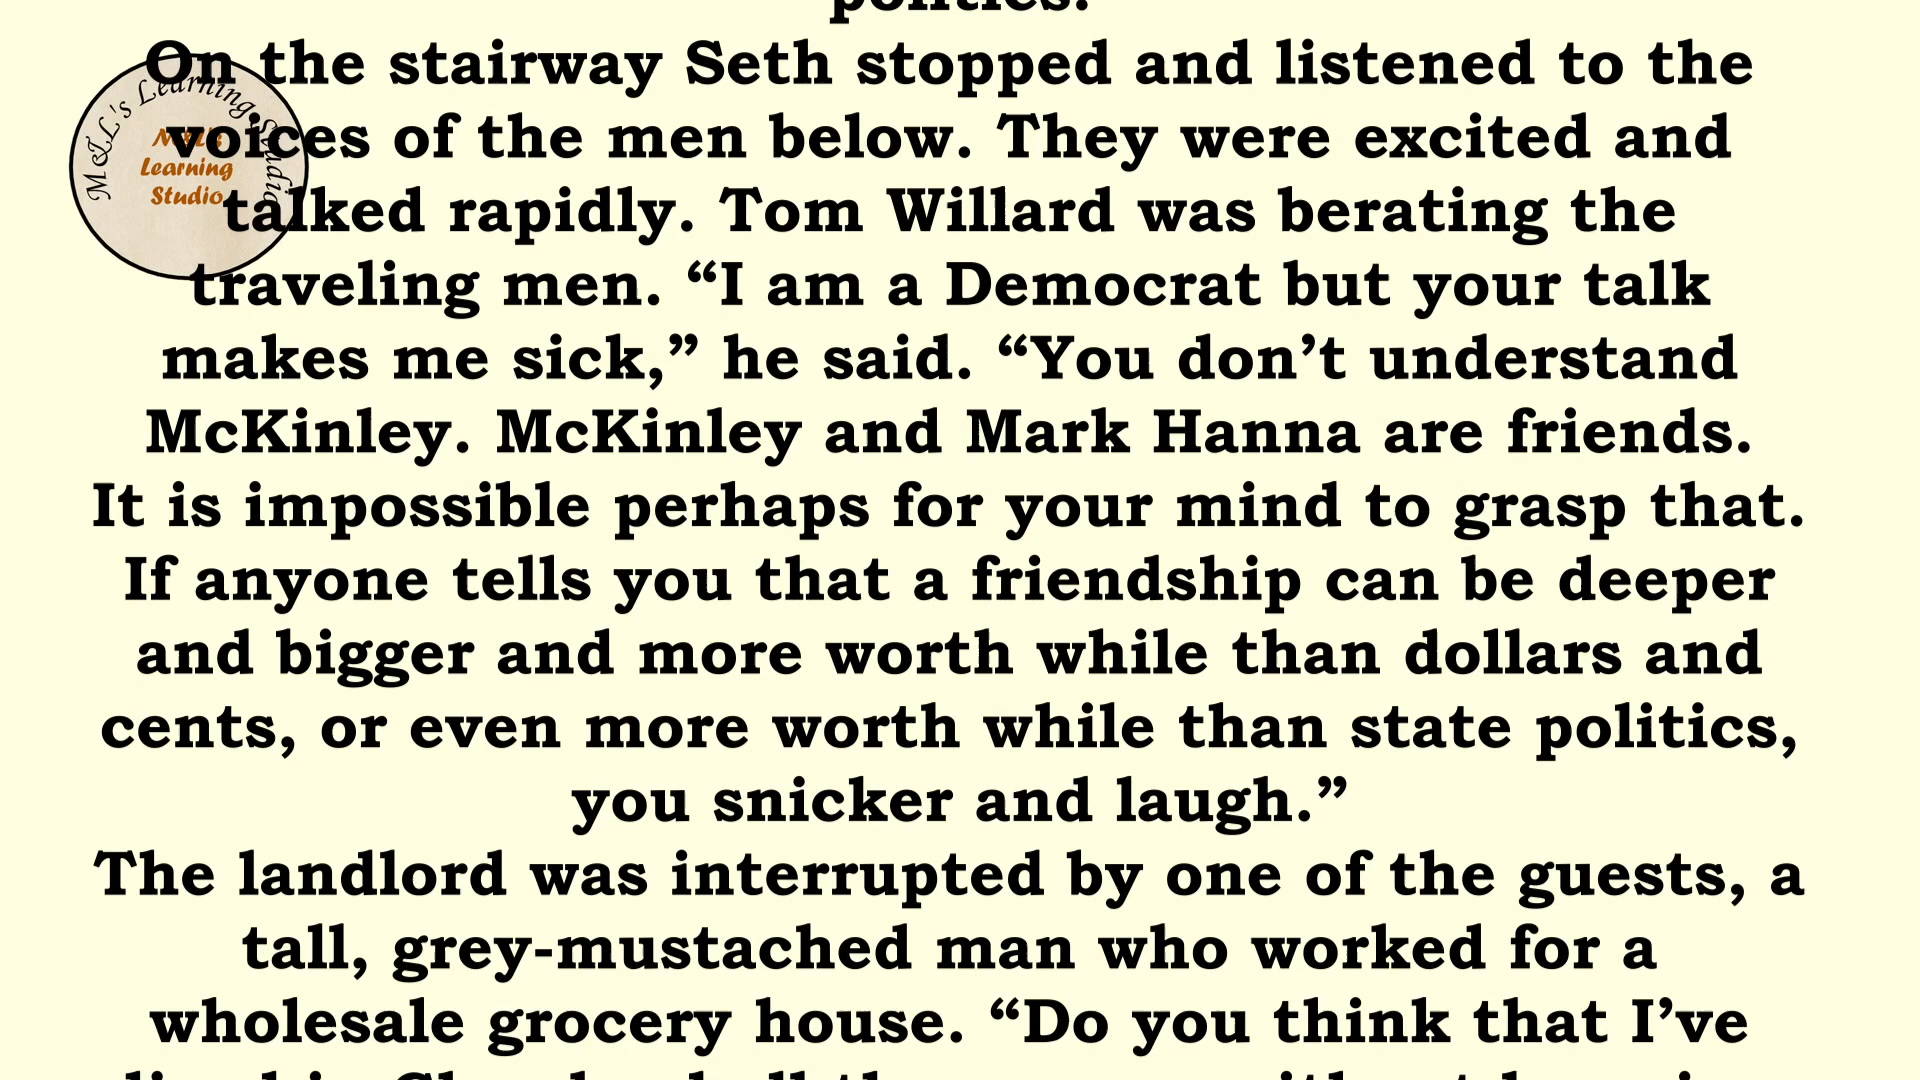 politics.
On the stairway Seth stopped and listened to the
voices of the men below. They were excited and
talked rapidly. Tom Willard was berating the
traveling men. “I am a Democrat but your talk
makes me sick,” he said. “You don’t understand
McKinley. McKinley and Mark Hanna are friends.
It is impossible perhaps for your mind to grasp that.
If anyone tells you that a friendship can be deeper
and bigger and more worth while than dollars and
cents, or even more worth while than state politics,
you snicker and laugh.”
The landlord was interrupted by one of the guests, a
tall, grey-mustached man who worked for a
wholesale grocery house. “Do you think that I’ve
McLL's Learning Studio
Learning
Studio